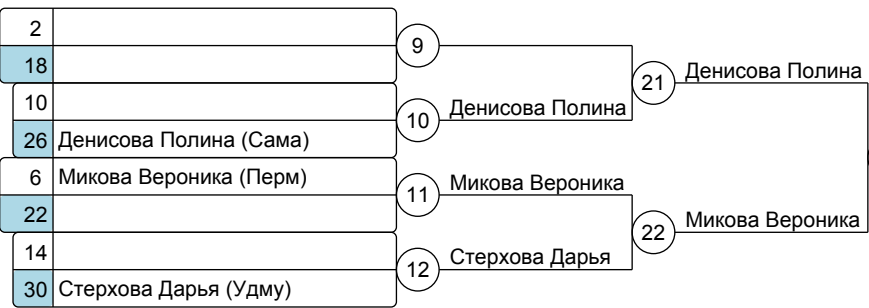 2
9
18
21 Денисова Полина
10
10 Денисова Полина
26 Денисова Полина (Сама)
6 Микова Вероника (Перм)
11 Микова Вероника
22
22 Микова Вероника
14
12 Стерхова Дарья
30 Стерхова Дарья (Удму)